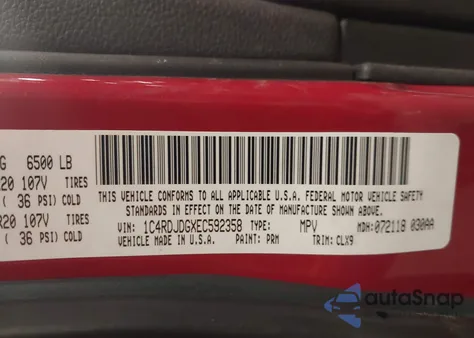 G 6500 LB
R20 107V TIRES
( 36 PSI) COLD
R20 107V TIRES
( 36 PSI) COLD
THIS VEHICLE CONFORMS TO ALL APPLICABLE U.S.A. FEDERAL MOTOR VEHICLE SAFETY
STANDARDS IN EFFECT ON THE DATE OF MANUFACTURE SHOWN ABOVE.
VIN: 1C4RDJDGXEC592358 TYPE: MPV MDH: 072118 030AA
VEHICLE MADE IN U.S.A. PAINT: PRM TRIM: CLX9
autoSnap